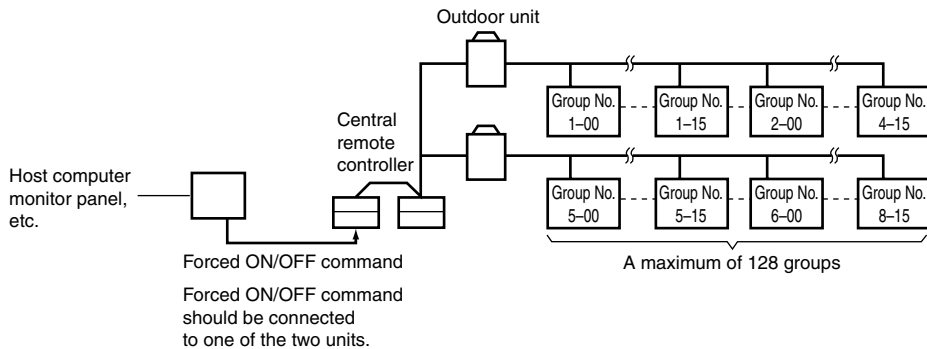 Outdoor unit
Group No.
1–00
Group No.
1–15
Group No.
2–00
Group No.
4–15
Central
remote
controller
Group No.
5–00
Group No.
5–15
Group No.
6–00
Group No.
8–15
Host computer
monitor panel,
etc.
Forced ON/OFF command
A maximum of 128 groups
Forced ON/OFF command
should be connected
to one of the two units.